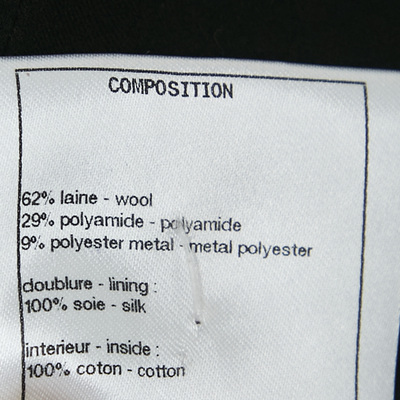 COMPOSITION
62% laine - wool
29% polyamide - polyamide
9% polyester metal - metal polyester
doublure - lining :
100% soie - silk
interieur - inside :
100% coton - cotton